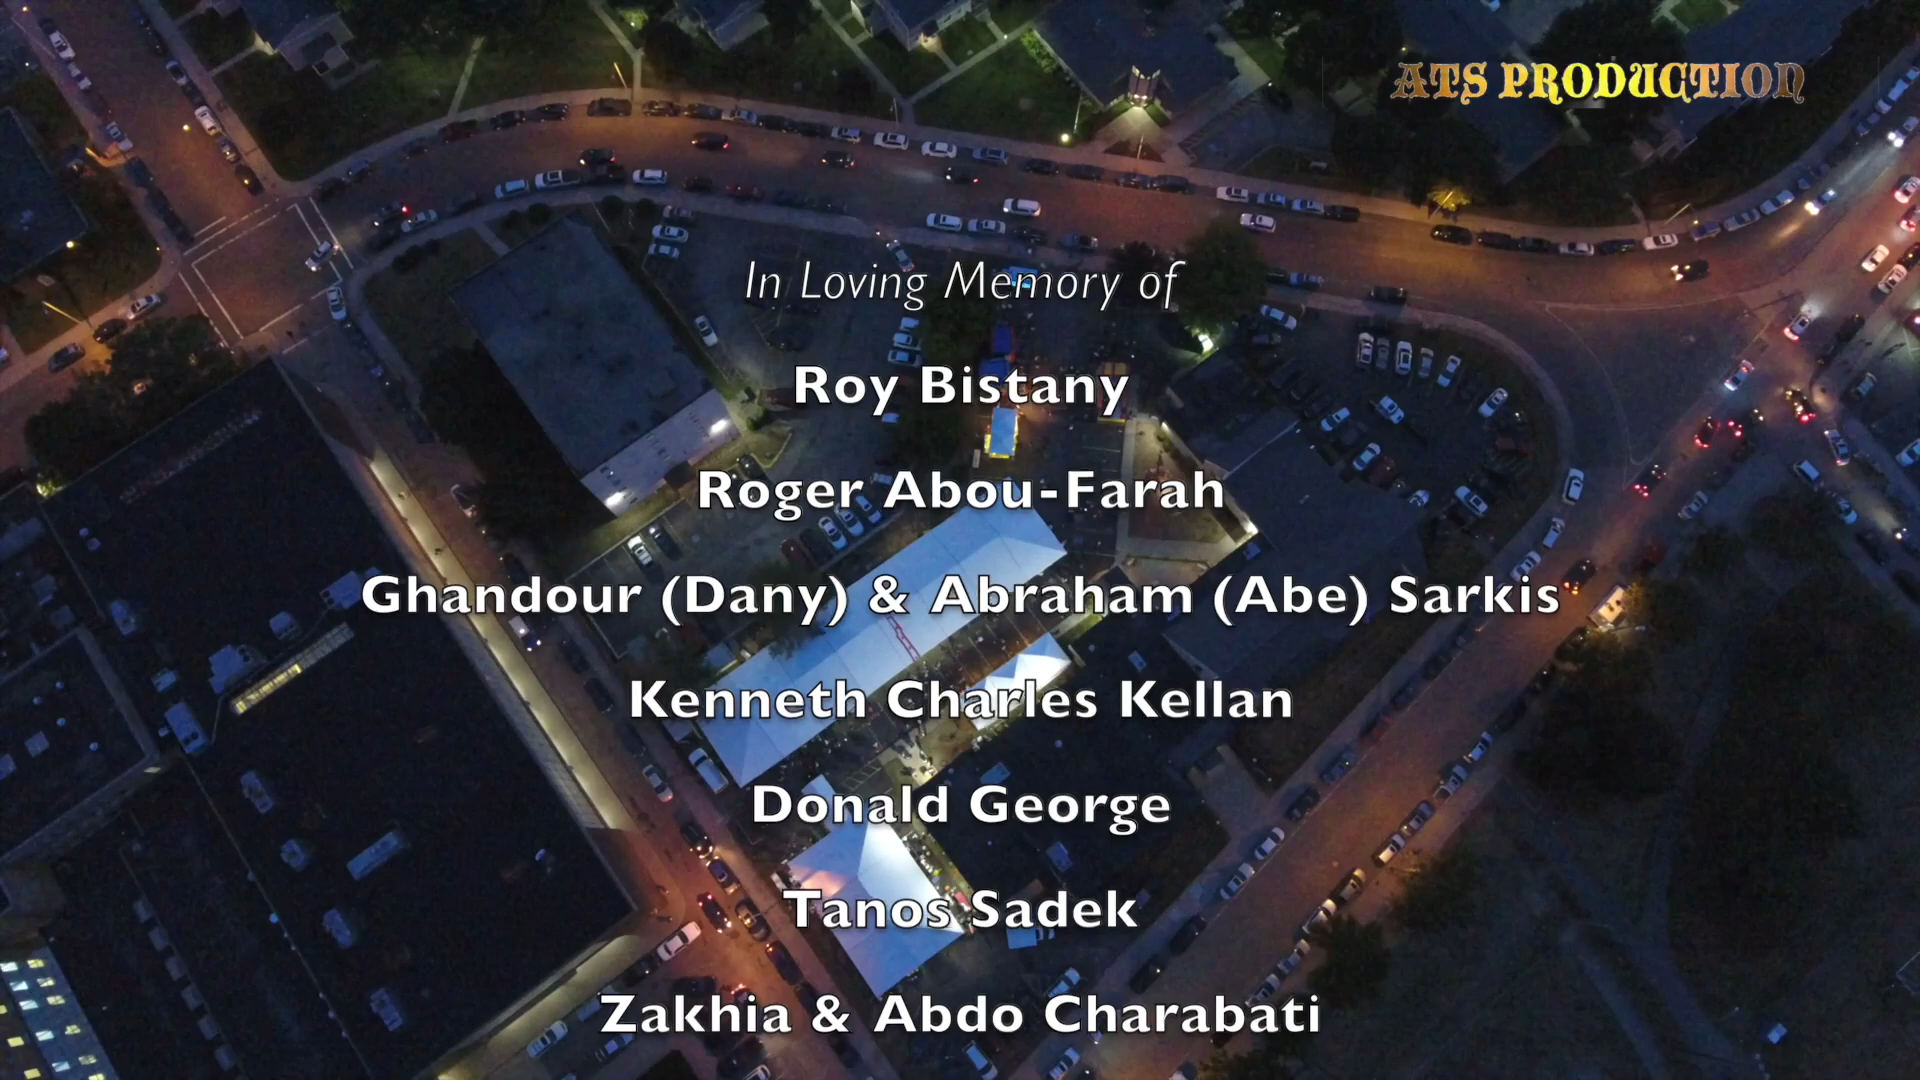 ATS PRODUCTION
In Loving Memory of
Roy Bistany
Roger Abou-Farah
Ghandour (Dany) & Abraham (Abe) Sarkis
Kenneth Charles Kellan
Donald George
Tanos Sadek
Zakhia & Abdo Charabati